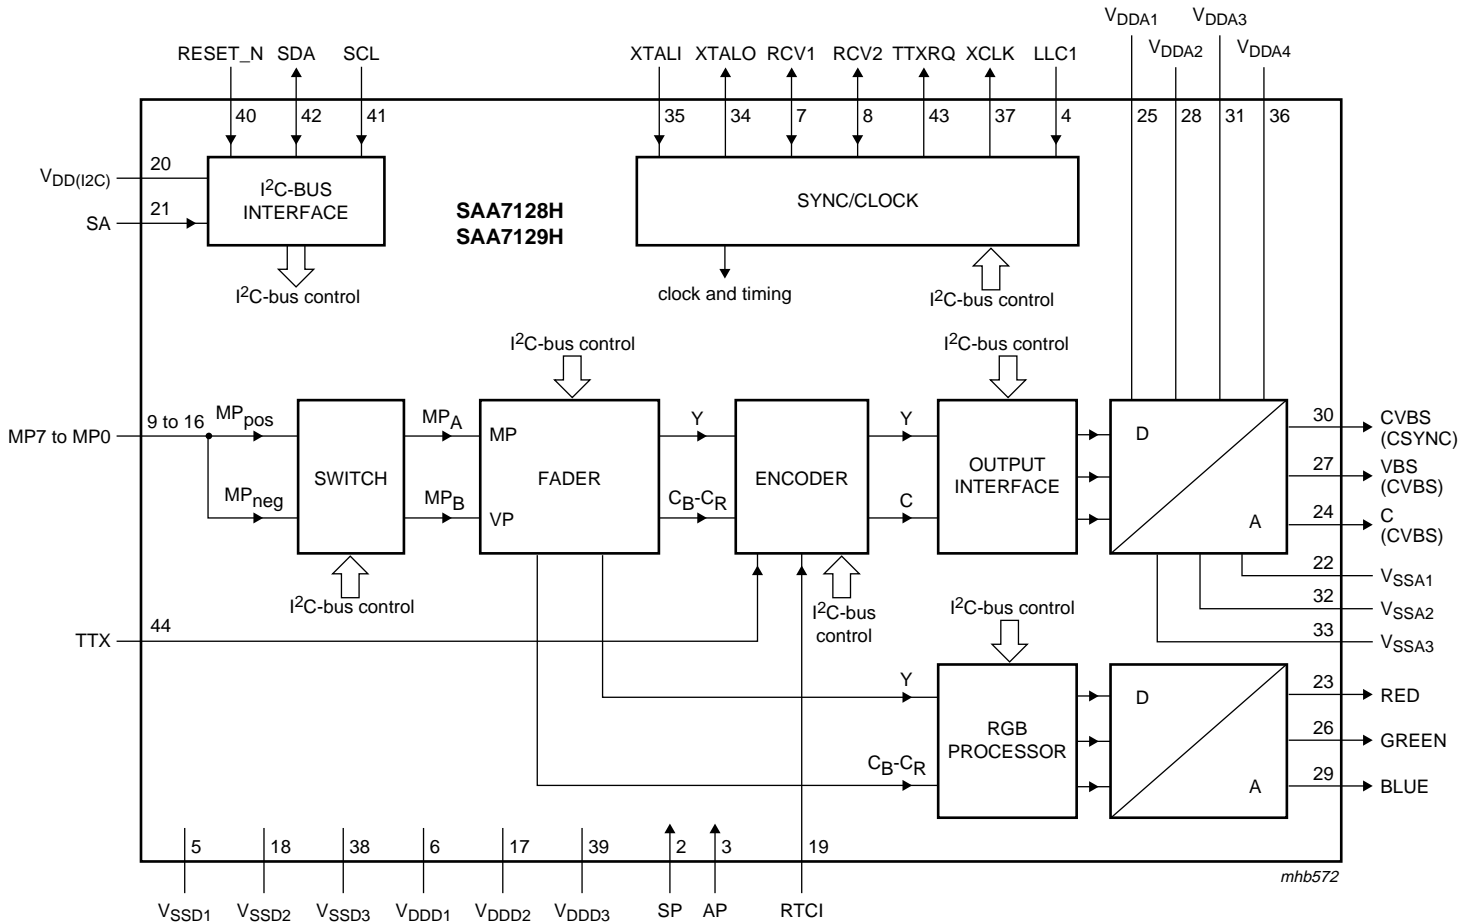 VDDA1 VDDA3
VDDA2 VDDA4
RESET_N SDA SCL XTALI XTALO RCV1 RCV2 TTXRQ XCLK LLC1
40 42 41 35 34 7 8 43 37 4 25 28 31 36
VDD(I2C) 20
SA 21
I2C-BUS
INTERFACE
SAA7128H
SAA7129H
SYNC/CLOCK
I2C-bus control
clock and timing
I2C-bus control
I2C-bus control
I2C-bus control
MP7 to MP0 9 to 16 MPpos
MPneg
SWITCH
MPA
MPB
MP
FADER
VP
Y
CB-CR
ENCODER
Y
C
OUTPUT
INTERFACE
D
A
30 CVBS
(CSYNC)
27 VBS
(CVBS)
24 C
(CVBS)
22 VSSA1
32 VSSA2
33 VSSA3
I2C-bus control
I2C-bus
control
I2C-bus control
TTX 44
Y
CB-CR
RGB
PROCESSOR
D
A
23 RED
26 GREEN
29 BLUE
5 18 38 6 17 39 2 3 19
VSSD1 VSSD2 VSSD3 VDDD1 VDDD2 VDDD3 SP AP RTCI
mhb572